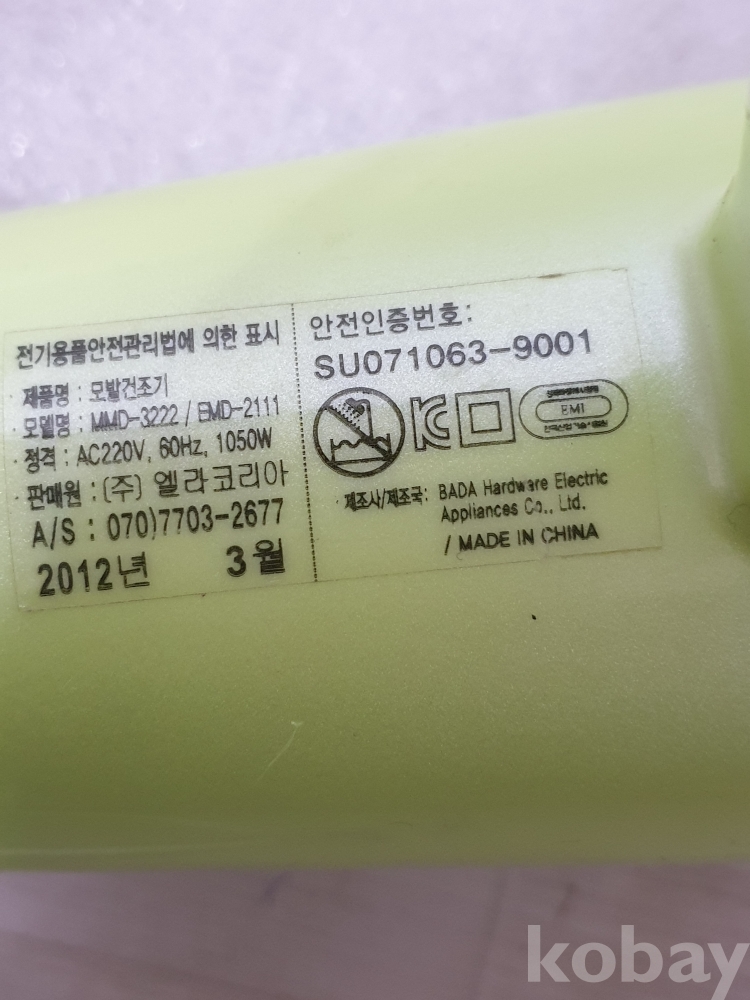 전기용품안전관리법에 의한 표시
· 제품명 : 모발건조기
· 모델명 : MMD-3222 / EMD-2111
· 정격 : AC220V, 60Hz, 1050W
· 판매원 : (주) 엘라코리아
A/S : 070)7703-2677
2012년 3월
안전인증번호:
SU071063-9001
EMI
· 제조사/제조국: BADA Hardware Electric
Appliances Co., Ltd.
/ MADE IN CHINA
kobay